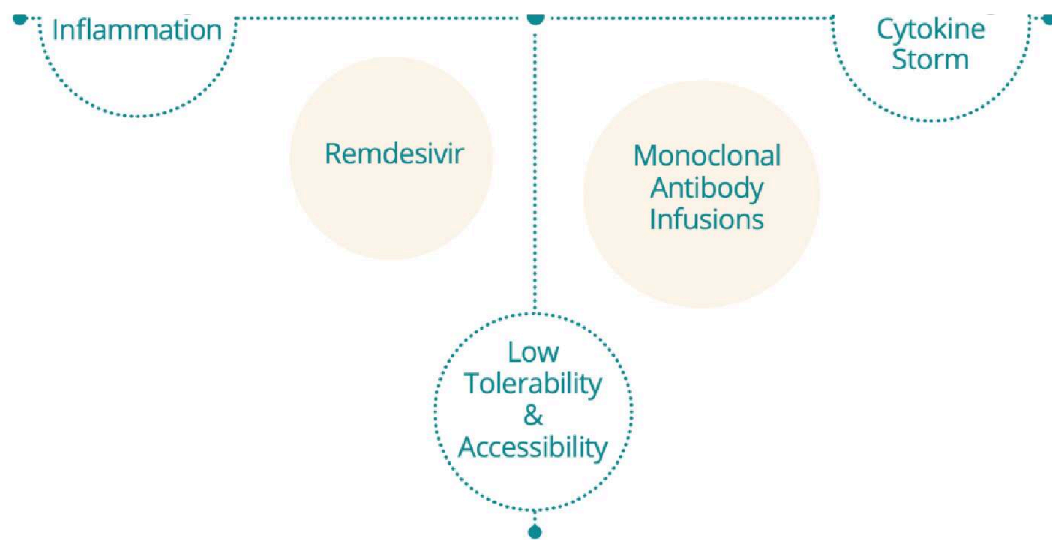 Inflammation
Cytokine
Storm
Remdesivir
Monoclonal
Antibody
Infusions
Low
Tolerability
&
Accessibility